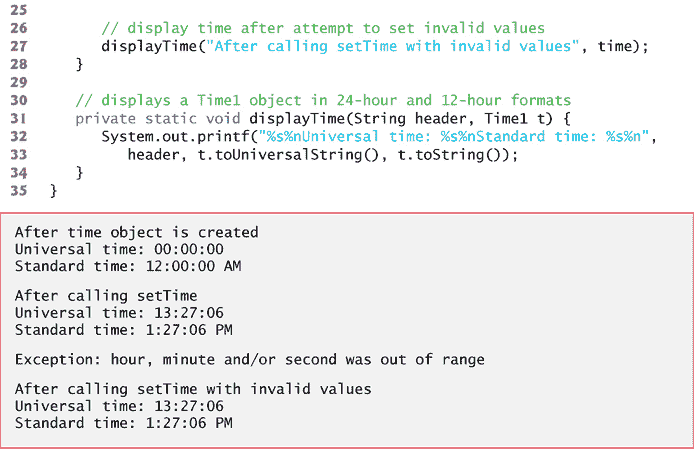 25
26 // display time after attempt to set invalid values
27 displayTime("After calling setTime with invalid values", time);
28 }
29
30 // displays a Time1 object in 24-hour and 12-hour formats
31 private static void displayTime(String header, Time1 t) {
32 System.out.printf("%s%nUniversal time: %s%nStandard time: %s%n",
33 header, t.toUniversalString(), t.toString());
34 }
35 }
After time object is created
Universal time: 00:00:00
Standard time: 12:00:00 AM
After calling setTime
Universal time: 13:27:06
Standard time: 1:27:06 PM
Exception: hour, minute and/or second was out of range
After calling setTime with invalid values
Universal time: 13:27:06
Standard time: 1:27:06 PM